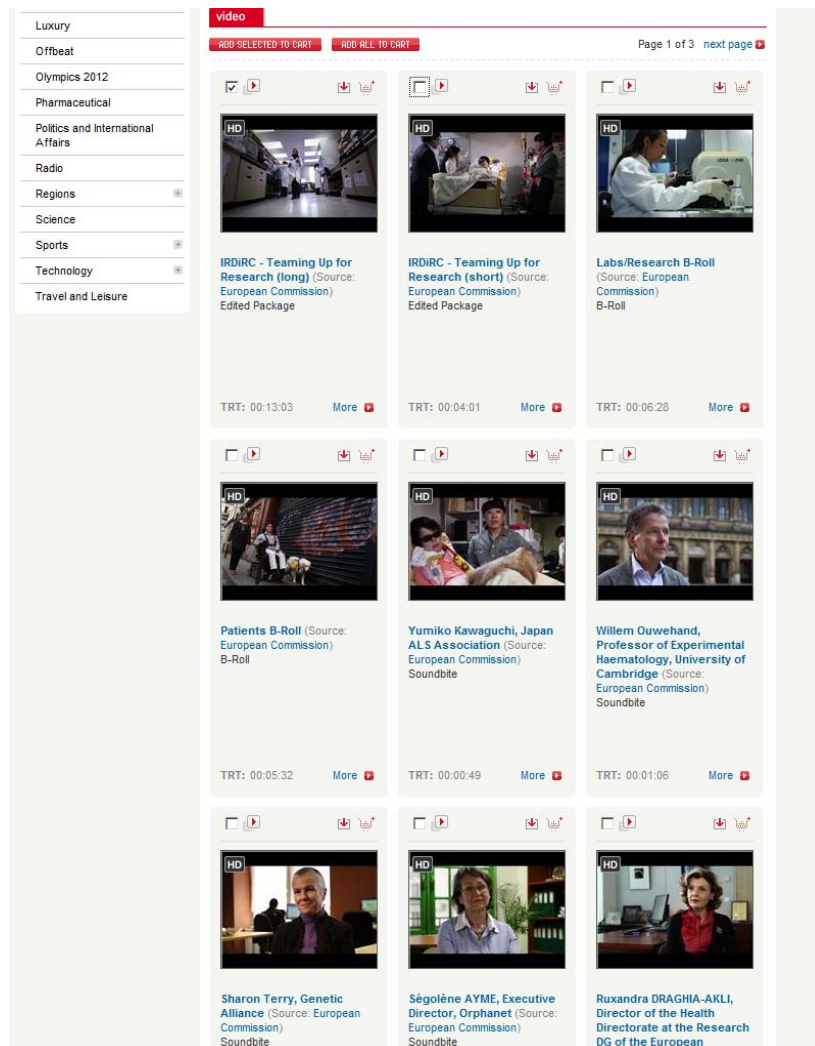 Luxury
Offbeat
Olympics 2012
Pharmaceutical
Politics and International
Affairs
Radio
Regions
Science
Sports
Technology
Travel and Leisure
video
ADD SELECTED TO CART ADD ALL TO CART Page 1 of 3 next page
HD
IRDiRC - Teaming Up for
Research (long) (Source:
European Commission)
Edited Package
TRT: 00:13:03 More
HD
IRDiRC - Teaming Up for
Research (short) (Source:
European Commission)
Edited Package
TRT: 00:04:01 More
HD
Labs/Research B-Roll
(Source: European
Commission)
B-Roll
TRT: 00:06:28 More
HD
Patients B-Roll (Source:
European Commission)
B-Roll
TRT: 00:05:32 More
HD
Yumiko Kawaguchi, Japan
ALS Association (Source:
European Commission)
Soundbite
TRT: 00:00:49 More
HD
Willem Ouwehand,
Professor of Experimental
Haematology, University of
Cambridge (Source:
European Commission)
Soundbite
TRT: 00:01:06 More
HD
Sharon Terry, Genetic
Alliance (Source: European
Commission)
Soundbite
HD
Ségolène AYME, Executive
Director, Orphanet (Source:
European Commission)
Soundbite
HD
Ruxandra DRAGHIA-AKLI,
Director of the Health
Directorate at the Research
DG of the European